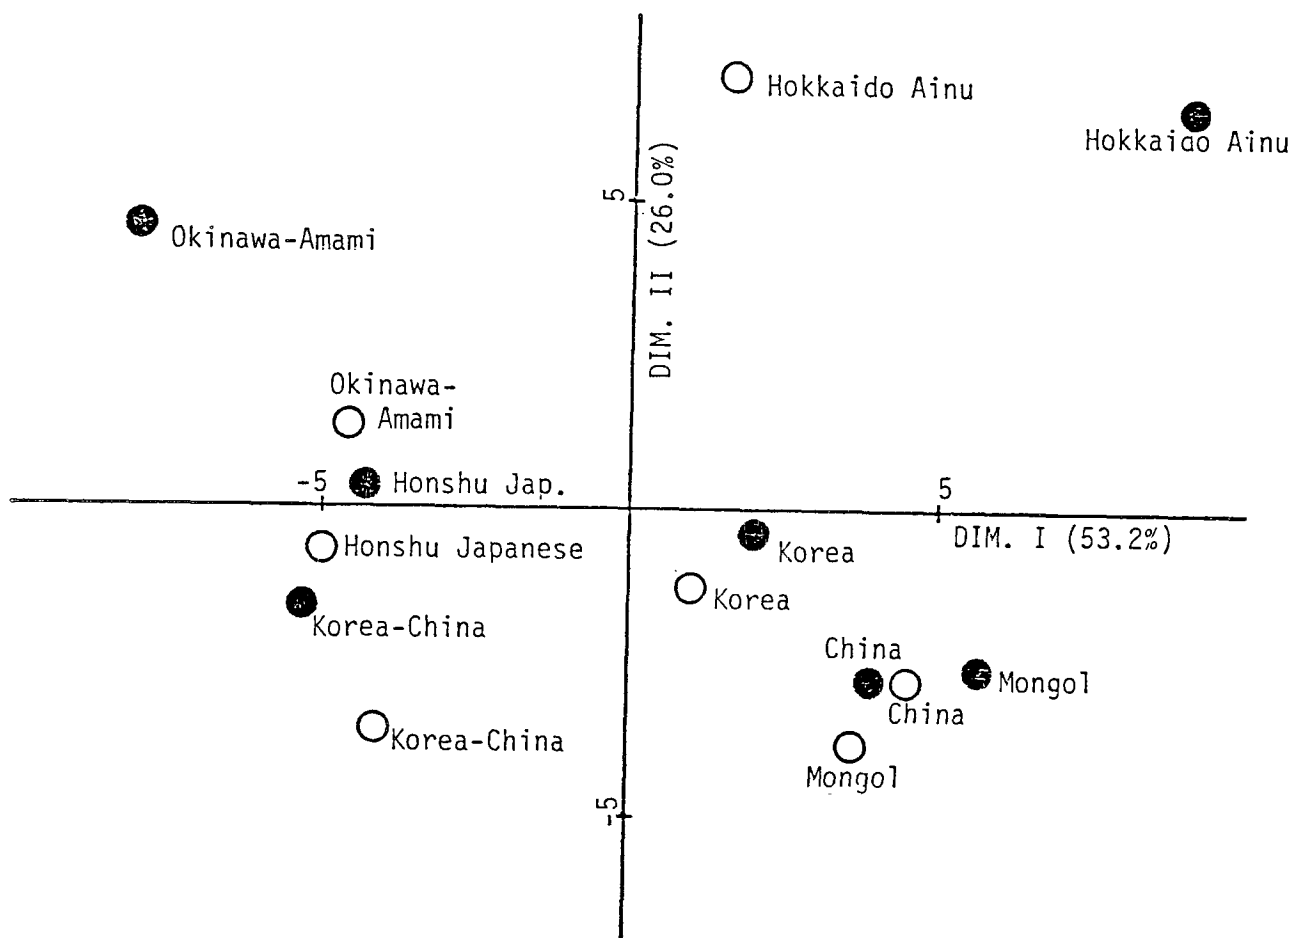 Hokkaido Ainu
Hokkaido Ainu
5
DIM. II (26.0%)
Okinawa-Amami
Okinawa-
Amami
-5
Honshu Jap.
5
DIM. I (53.2%)
Honshu Japanese
Korea
Korea
Korea-China
China
Mongol
China
Korea-China
Mongol
-5